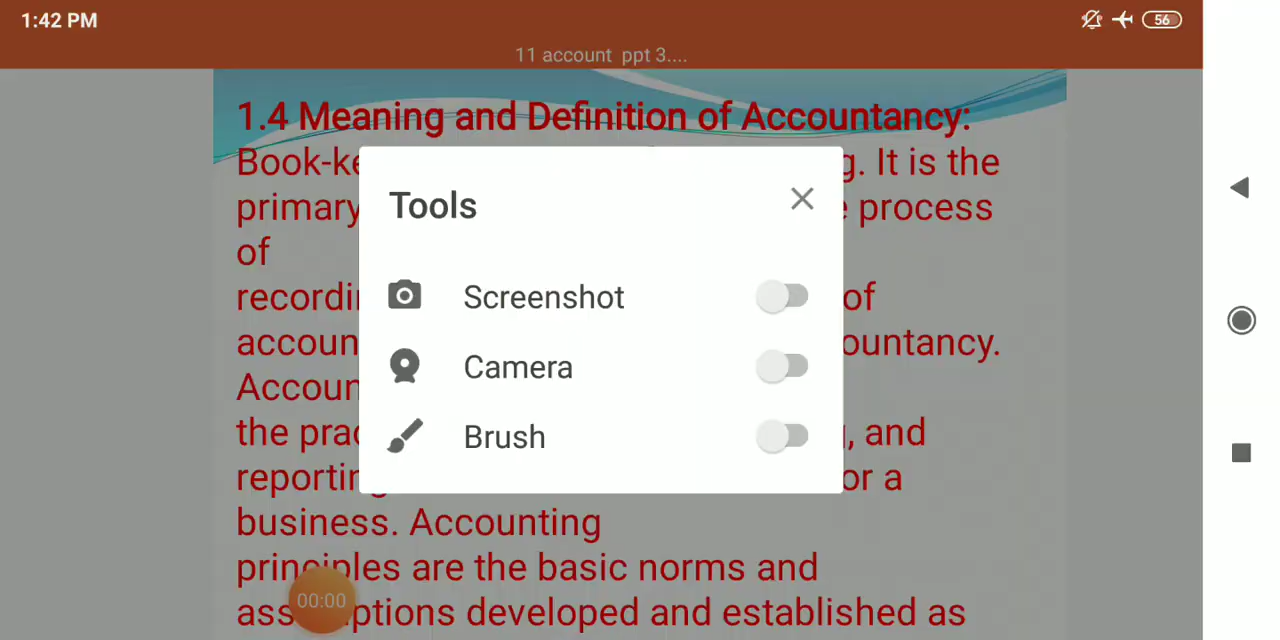 1:42 PM
56
11 account ppt 3....
1.4 Meaning and Definition of Accountancy:
Book-ke g. It is the
primary e process
of
recordi of
accoun ountancy.
Accoun
the prac , and
reporting or a
business. Accounting
Tools
Screenshot
Camera
Brush
principles are the basic norms and
00:00
ass ptions developed and established as